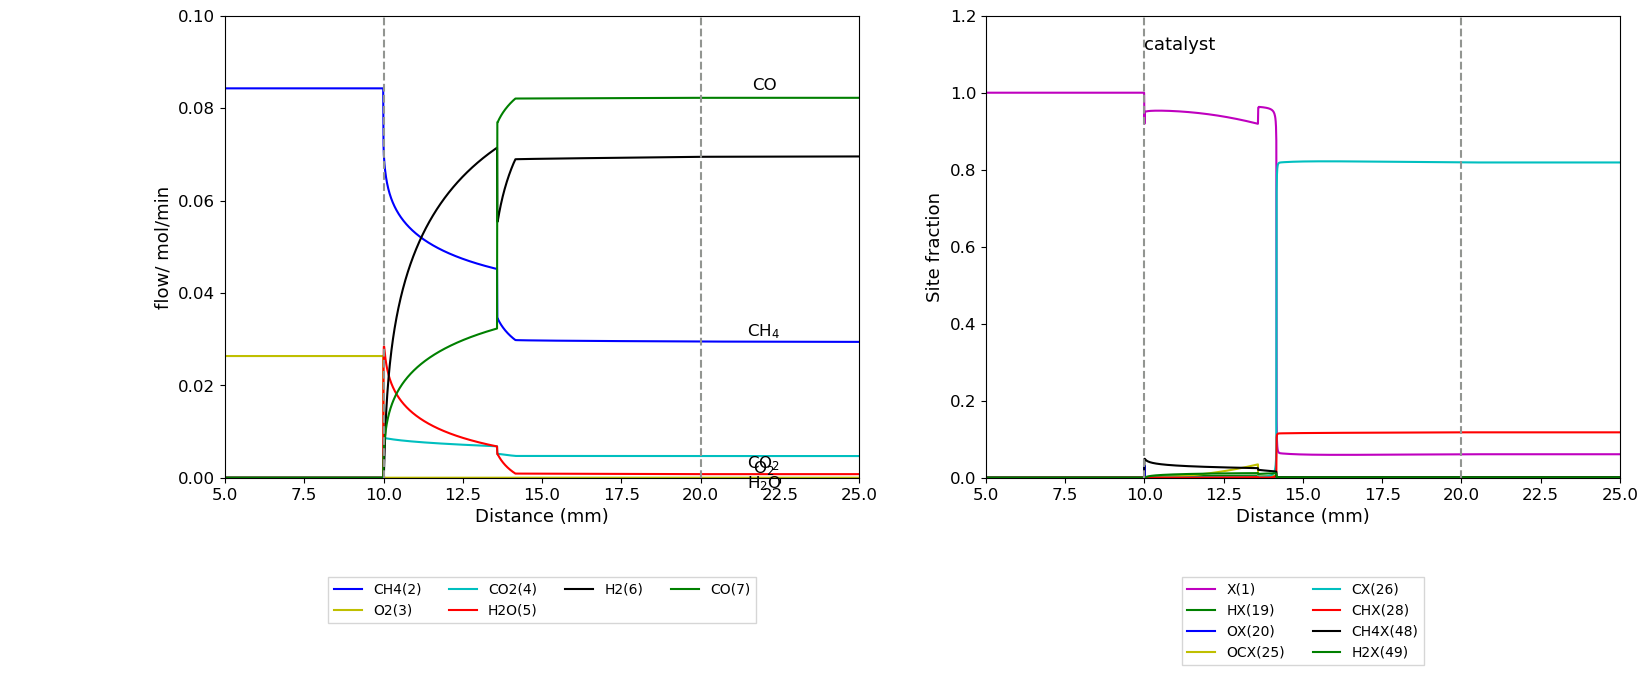 0.10
0.08
0.06
0.04
0.02
0.00
flow/ mol/min
CO
CH4
CO2
O2
H2O
5.0 7.5 10.0 12.5 15.0 17.5 20.0 22.5 25.0
Distance (mm)
CH4(2) CO2(4) H2(6) CO(7)
O2(3) H2O(5)
1.2
1.0
0.8
0.6
0.4
0.2
0.0
Site fraction
catalyst
5.0 7.5 10.0 12.5 15.0 17.5 20.0 22.5 25.0
Distance (mm)
X(1) CX(26)
HX(19) CHX(28)
OX(20) CH4X(48)
OCX(25) H2X(49)